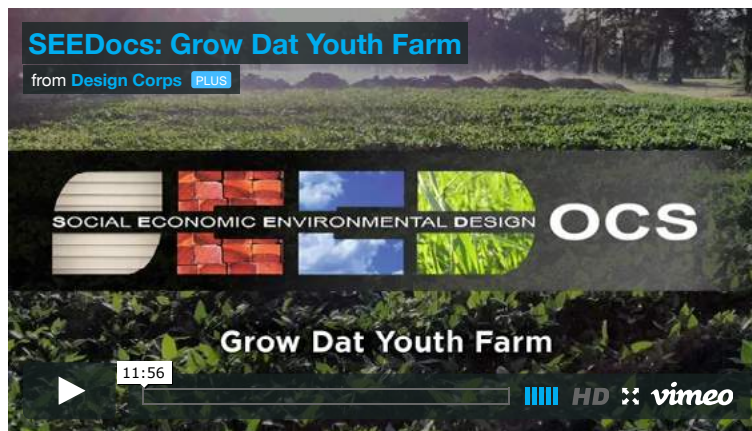 SEEDocs: Grow Dat Youth Farm
from Design Corps PLUS
SEED OCS
SOCIAL ECONOMIC ENVIRONMENTAL DESIGN
Grow Dat Youth Farm
11:56
HD vimeo